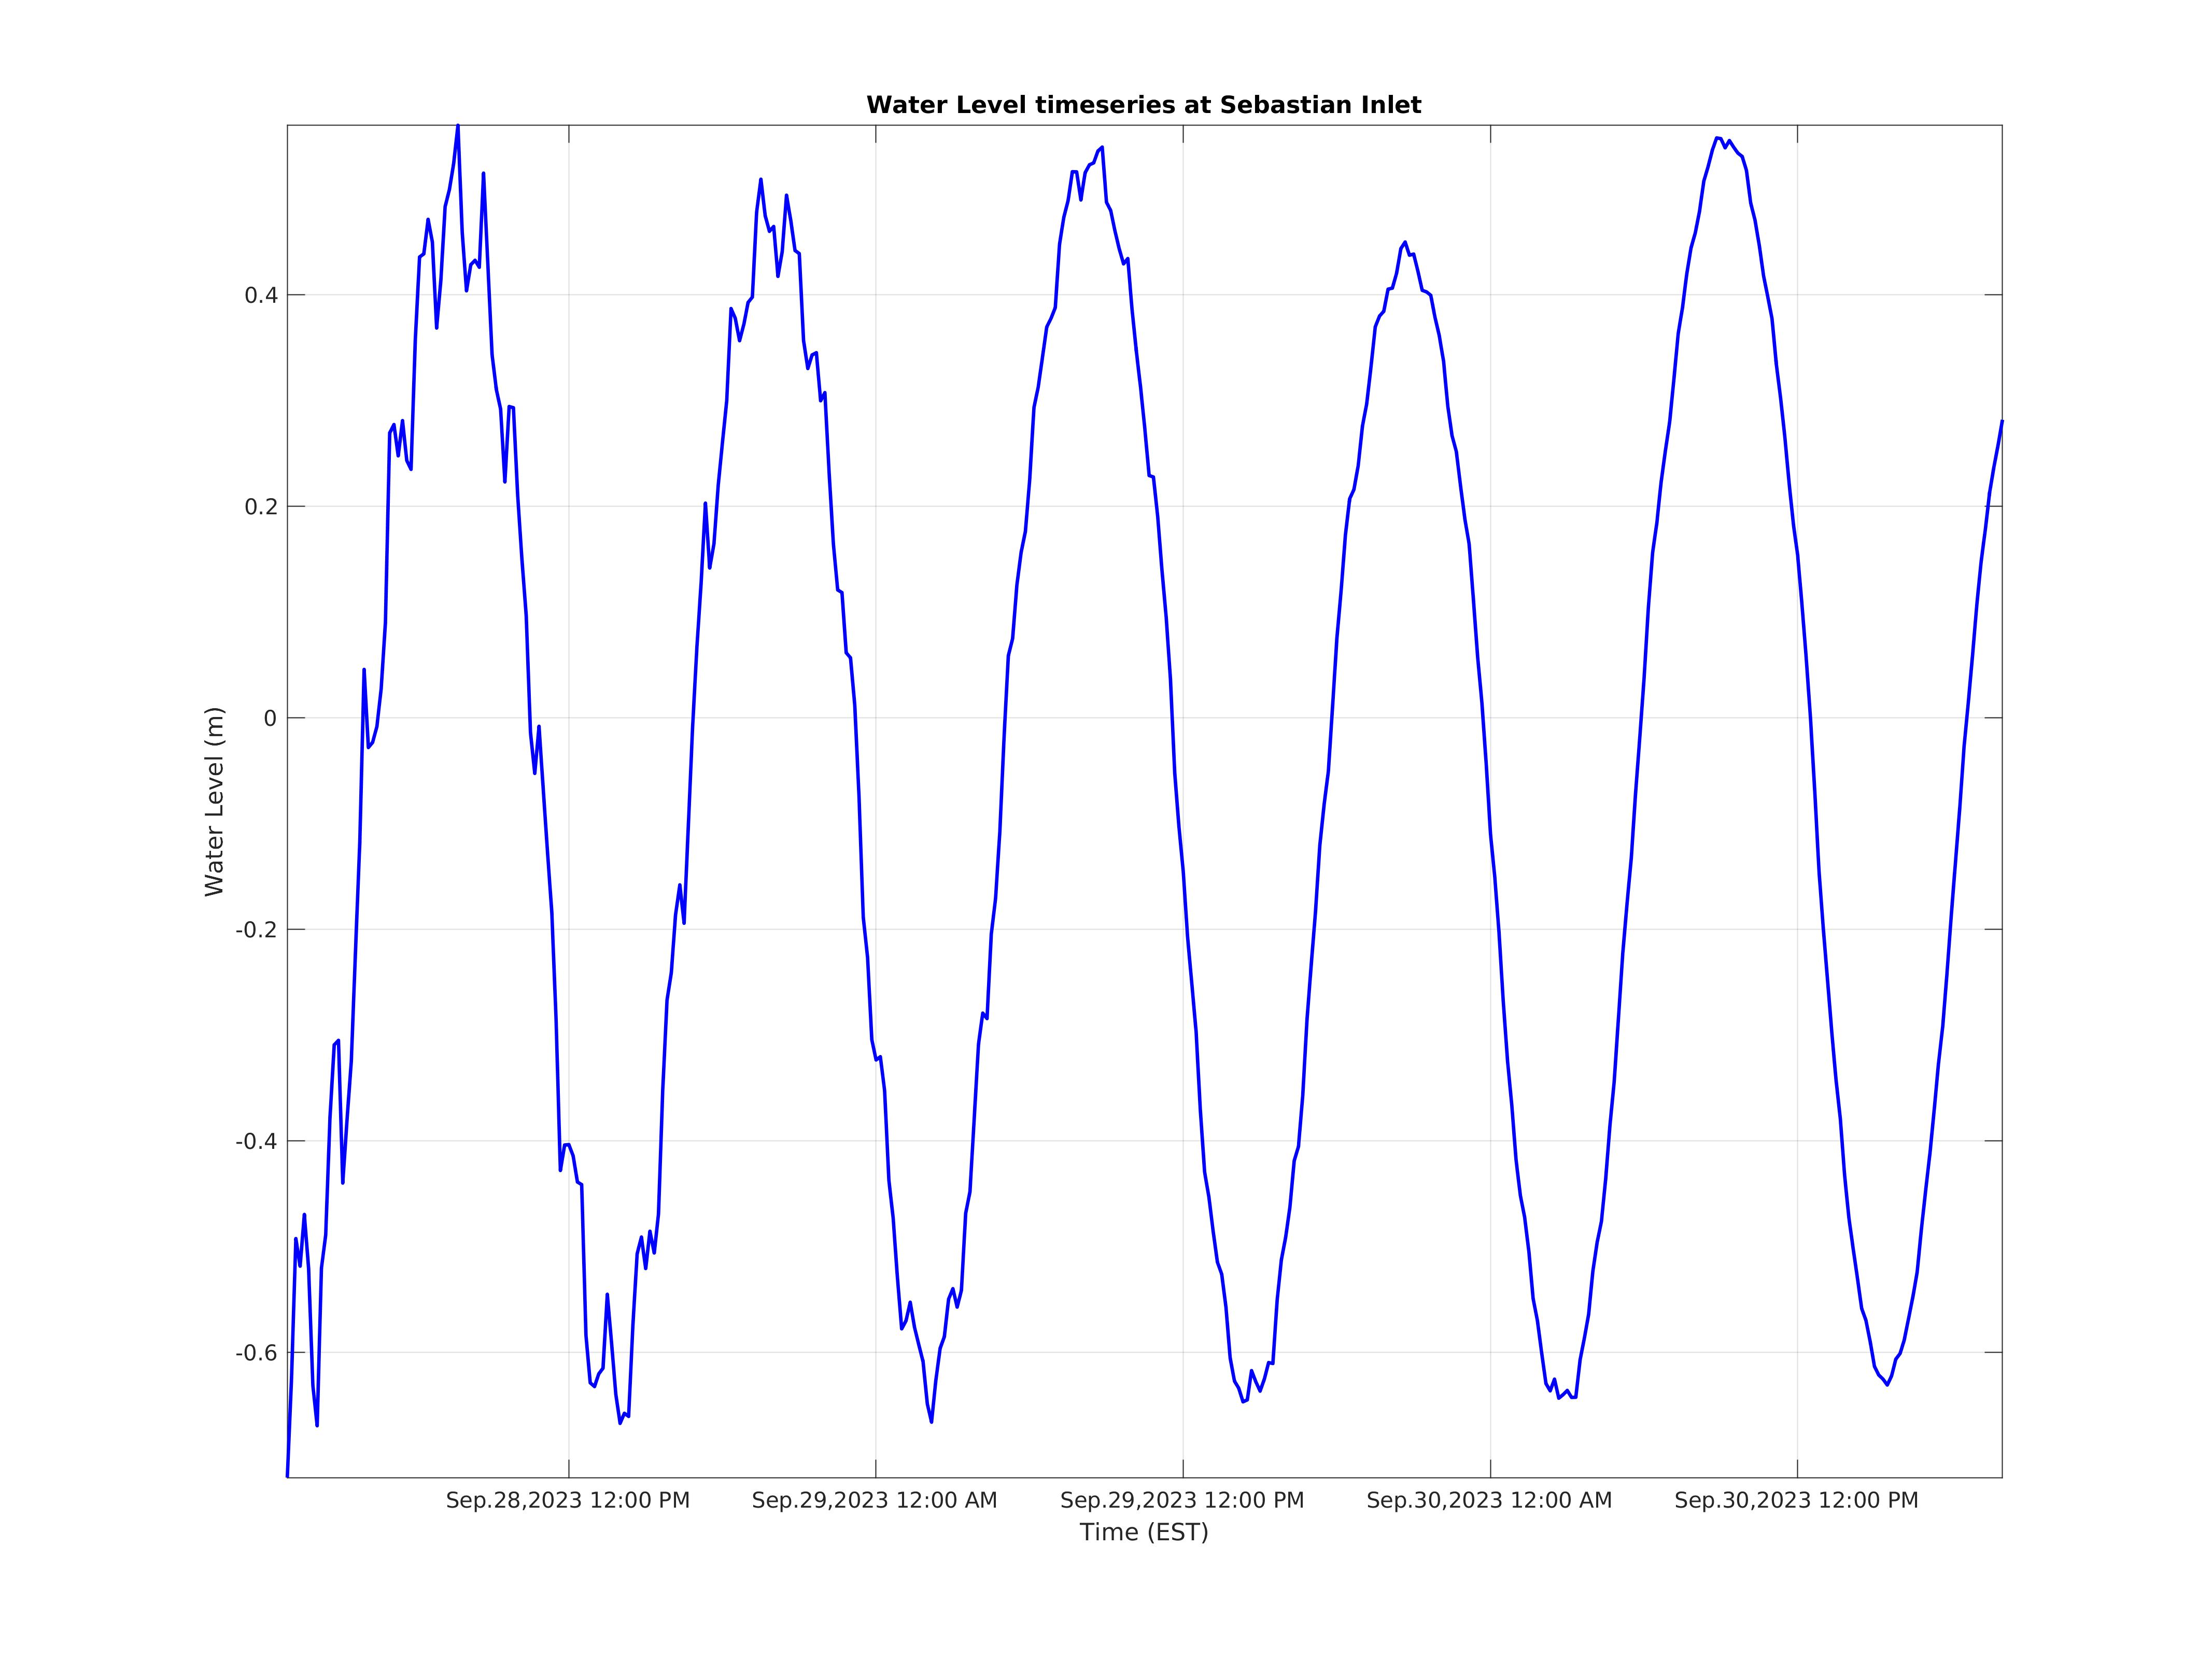 Water Level timeseries at Sebastian Inlet
Water Level (m)
0.4
0.2
0
-0.2
-0.4
-0.6
Sep.28,2023 12:00 PM
Sep.29,2023 12:00 AM
Sep.29,2023 12:00 PM
Sep.30,2023 12:00 AM
Sep.30,2023 12:00 PM
Time (EST)